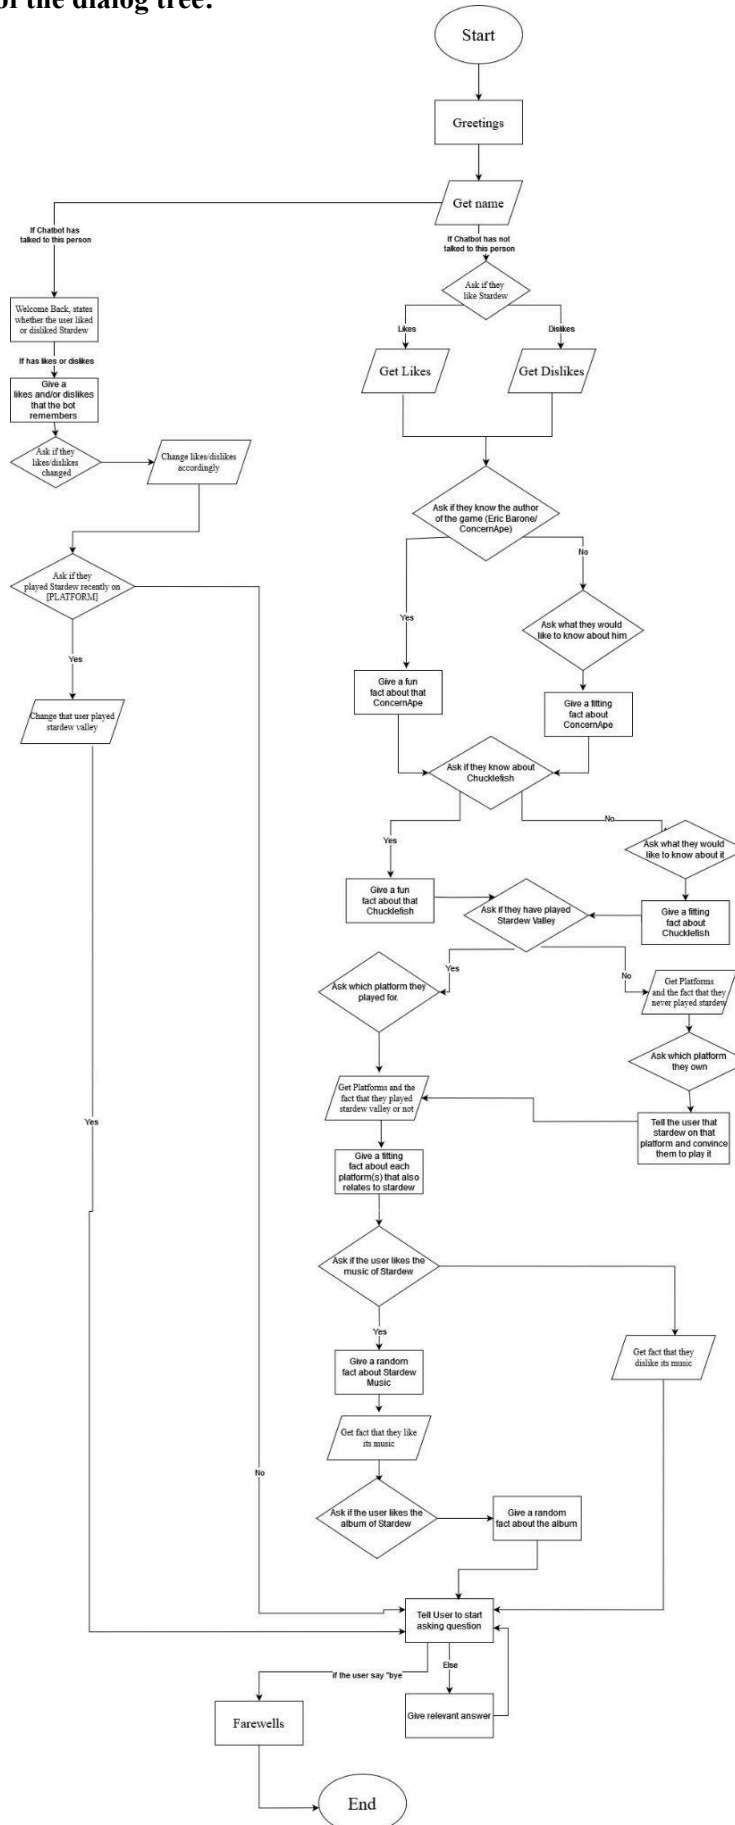 of the dialog tree:
Start
Greetings
Get name
If Chatbot has
talked to this person
If Chatbot has not
talked to this person
Ask if they
like Stardew
Welcome Back, states
whether the user liked
or disliked Stardew
Likes
Dislikes
Get Likes
Get Dislikes
If has likes or dislikes
Give a
likes and/or dislikes
that the bot
remembers
Ask if they
likes/dislikes
changed
Change likes/dislikes
accordingly
Ask if they know the author
of the game (Eric Barone/
ConcernApe)
No
Ask if they
played Stardew recently on
[PLATFORM]
Yes
Ask what they would
like to know about him
Yes
Give a fun
fact about that
ConcernApe
Give a fitting
fact about
ConcernApe
Change that user played
stardew valley
Ask if they know about
Chucklefish
No
Yes
Ask what they would
like to know about it
Give a fun
fact about that
Chucklefish
Ask if they have played
Stardew Valley
Give a fitting
fact about
Chucklefish
Yes
No
Ask which platform they
played for.
Get Platforms
and the fact that they
never played stardew
Ask which platform
they own
Get Platforms and the
fact that they played
stardew valley or not
Yes
Tell the user that
stardew on that
platform and convince
them to play it
Give a fitting
fact about each
platform(s) that also
relates to stardew
Ask if the user likes the
music of Stardew
Yes
Give a random
fact about Stardew
Music
Get fact that they
dislike its music
Get fact that they like
its music
No
Ask if the user likes the
album of Stardew
Give a random
fact about the album
Tell User to start
asking question
if the user say "bye
Else
Farewells
Give relevant answer
End